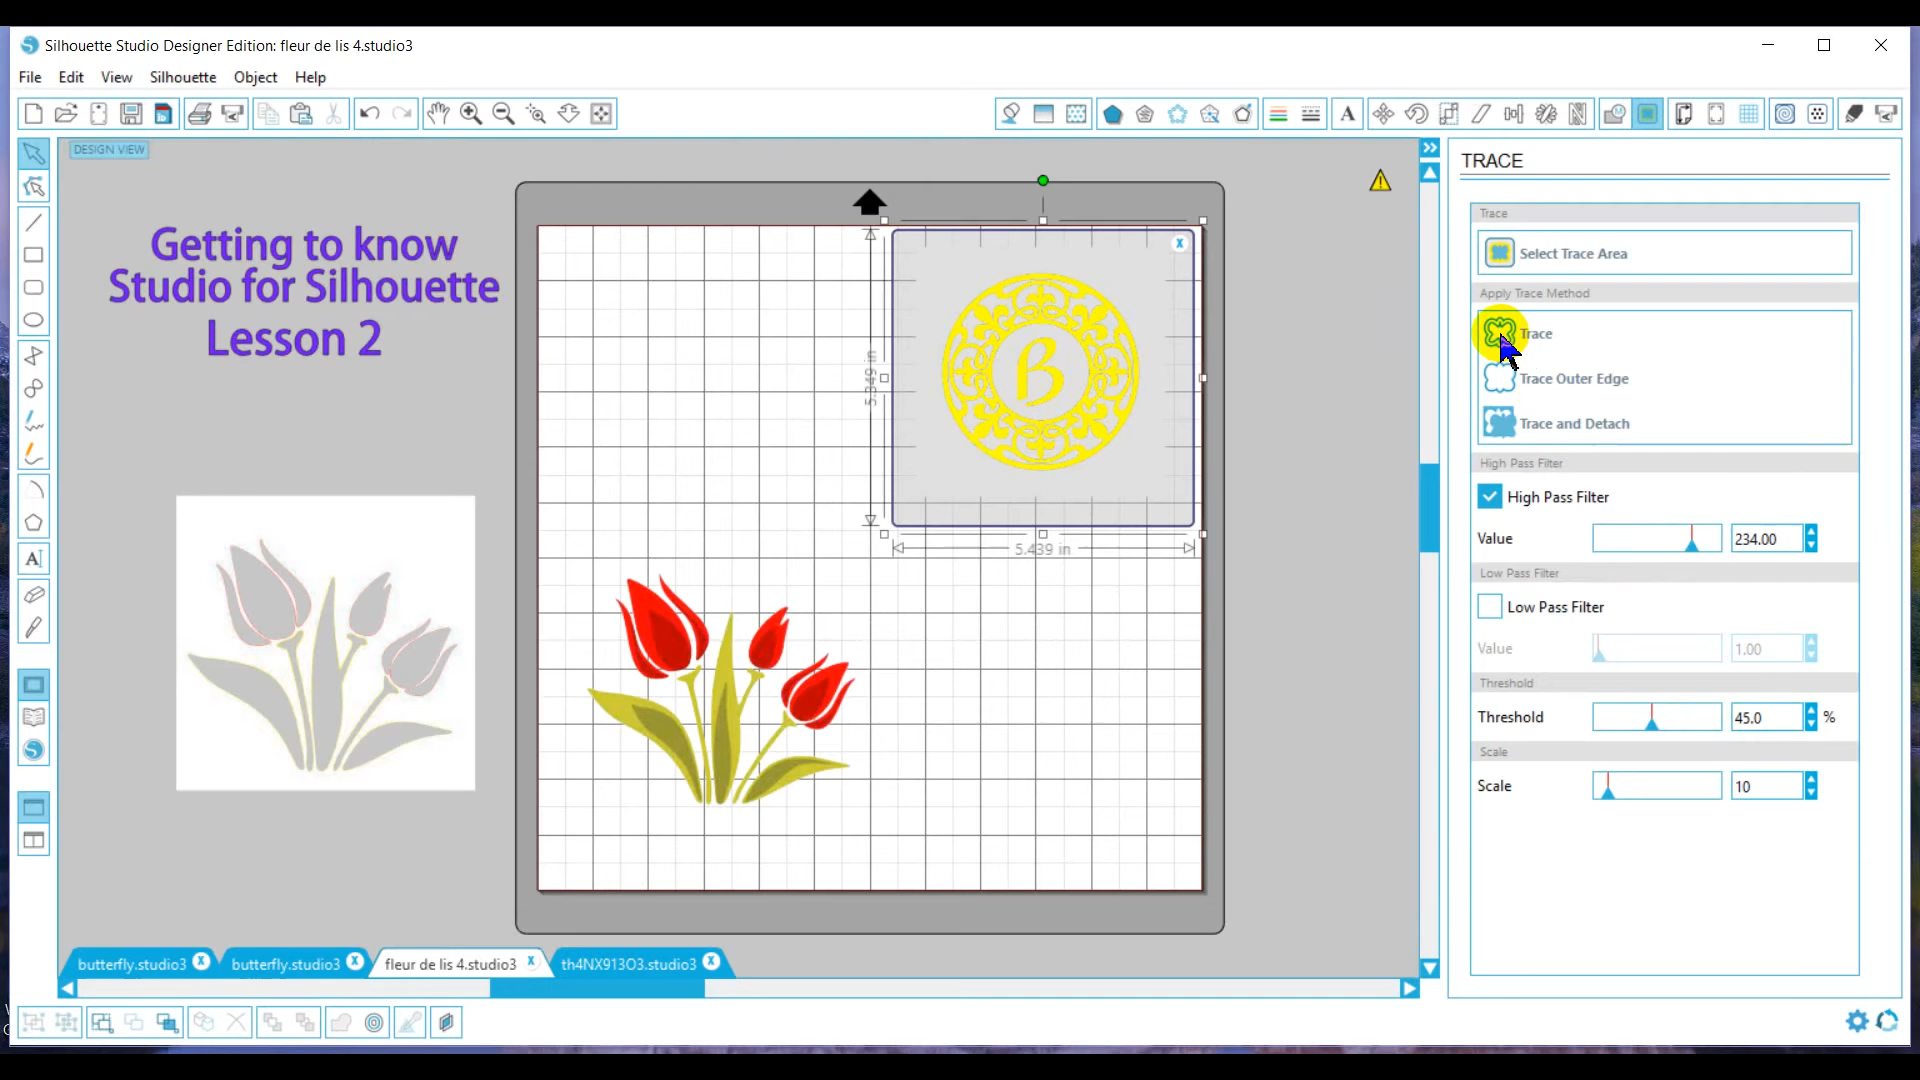 Silhouette Studio Designer Edition: fleur de lis 4.studio3
File Edit View Silhouette Object Help
DESIGN VIEW
Getting to know
Studio for Silhouette
Lesson 2
B
x
5.349 in
5.439 in
TRACE
Trace
Select Trace Area
Apply Trace Method
Trace
Trace Outer Edge
Trace and Detach
High Pass Filter
High Pass Filter
Value 234.00
Low Pass Filter
Low Pass Filter
Value 1.00
Threshold
Threshold 45.0 %
Scale
Scale 10
butterfly.studio3 x butterfly.studio3 x fleur de lis 4.studio3 x th4NX913O3.studio3 x